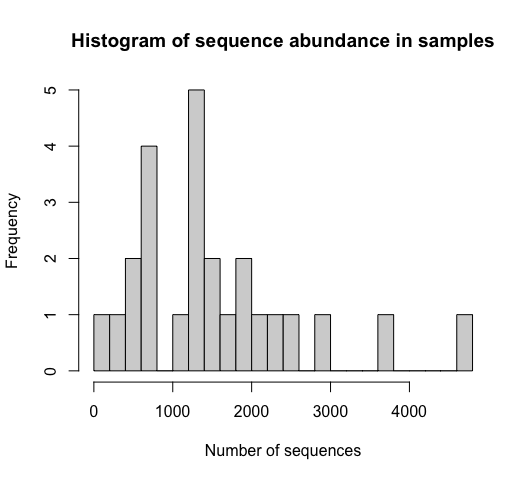 Histogram of sequence abundance in samples
Frequency
5
4
3
2
1
0
0 1000 2000 3000 4000
Number of sequences